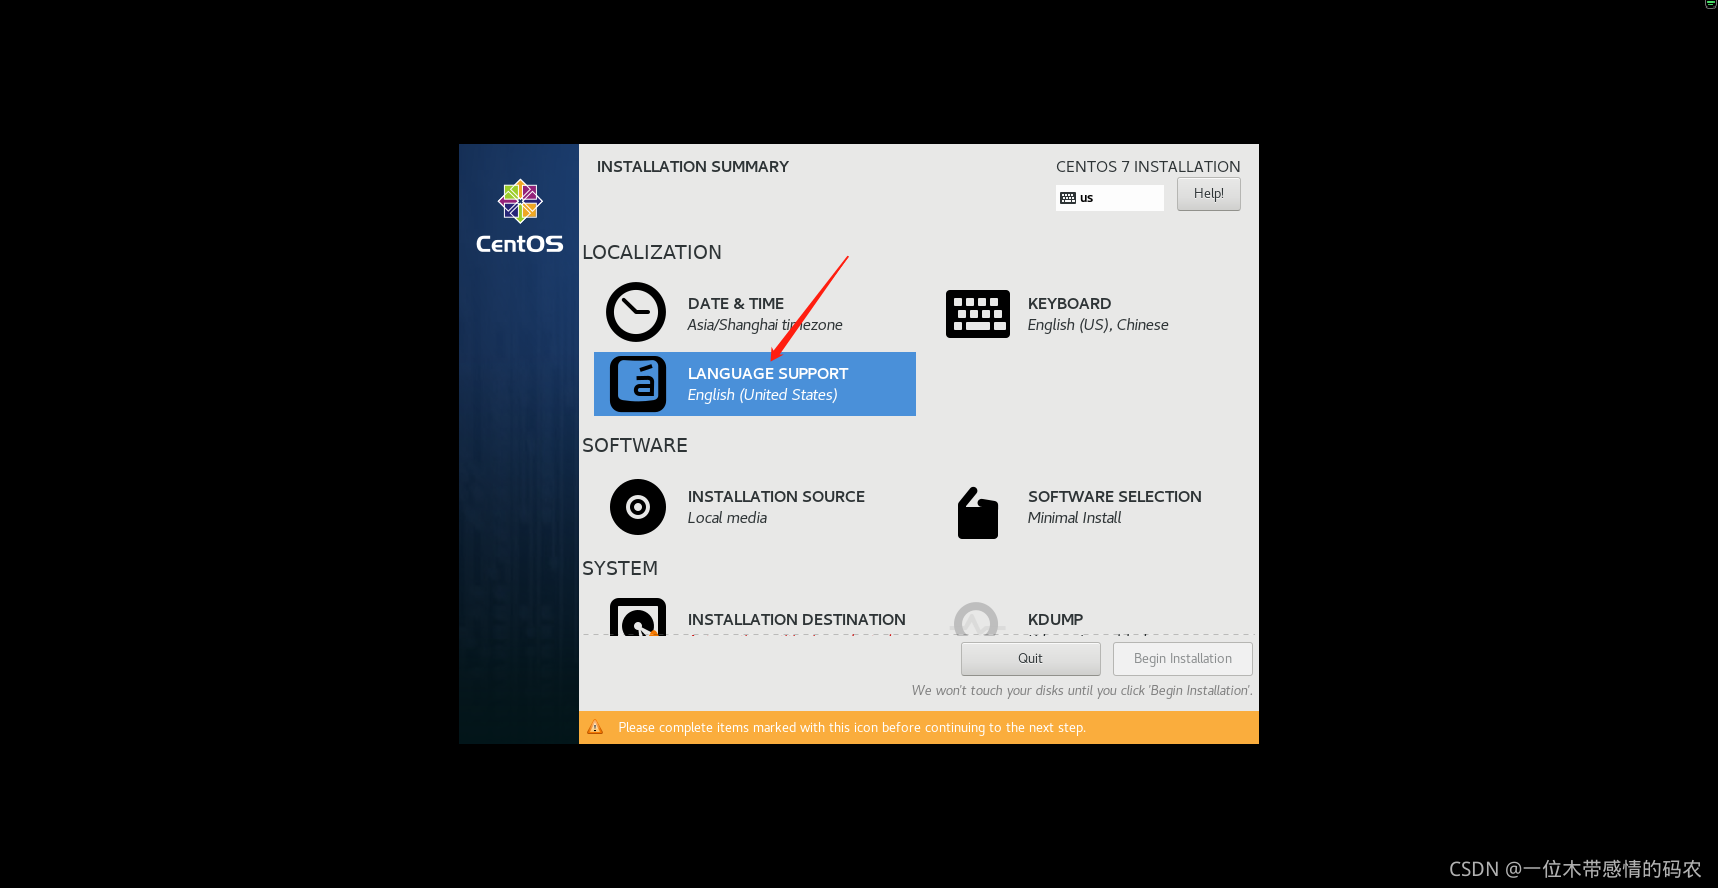 INSTALLATION SUMMARY
CENTOS 7 INSTALLATION
us
Help!
CentOS
LOCALIZATION
DATE & TIME
Asia/Shanghai timezone
KEYBOARD
English (US), Chinese
LANGUAGE SUPPORT
English (United States)
SOFTWARE
INSTALLATION SOURCE
Local media
SOFTWARE SELECTION
Minimal Install
SYSTEM
INSTALLATION DESTINATION
KDUMP
Quit
Begin Installation
We won't touch your disks until you click 'Begin Installation'.
Please complete items marked with this icon before continuing to the next step.
CSDN @一位木带感情的码农